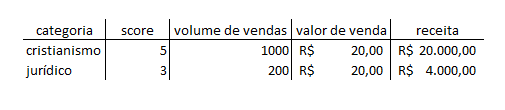 categoria score volume de vendas valor de venda receita
cristianismo 5 1000 R$ 20,00 R$ 20.000,00
jurídico 3 200 R$ 20,00 R$ 4.000,00